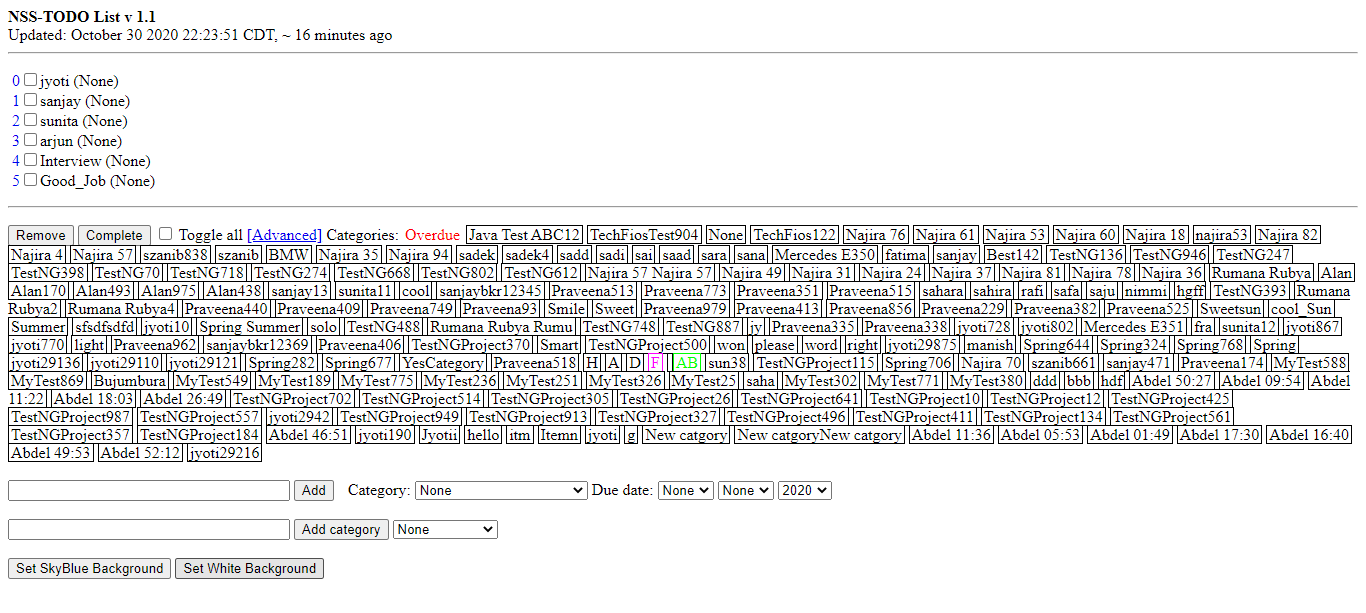 NSS-TODO List v 1.1
Updated: October 30 2020 22:23:51 CDT, ~ 16 minutes ago
0 jyoti (None)
1 sanjay (None)
2 sunita (None)
3 arjun (None)
4 Interview (None)
5 Good_Job (None)
Remove Complete Toggle all [Advanced] Categories: Overdue Java Test ABC12 TechFiosTest904 None TechFios122 Najira 76 Najira 61 Najira 53 Najira 60 Najira 18 najira53 Najira 82
Najira 4 Najira 57 szanib838 szanib BMW Najira 35 Najira 94 sadek sadek4 sadd sadi sai saad sara sana Mercedes E350 fatima sanjay Best142 TestNG136 TestNG946 TestNG247
TestNG398 TestNG70 TestNG718 TestNG274 TestNG668 TestNG802 TestNG612 Najira 57 Najira 57 Najira 49 Najira 31 Najira 24 Najira 37 Najira 81 Najira 78 Najira 36 Rumana Rubya Alan
Alan170 Alan493 Alan975 Alan438 sanjay13 sunita11 cool sanjaybkr12345 Praveena513 Praveena773 Praveena351 Praveena515 sahara sahira rafi safa saju nimmi hgff TestNG393 Rumana
Rubya2 Rumana Rubya4 Praveena440 Praveena409 Praveena749 Praveena93 Smile Sweet Praveena979 Praveena413 Praveena856 Praveena229 Praveena382 Praveena525 Sweetsun cool_Sun
Summer sfsdfsdfd jyoti10 Spring Summer solo TestNG488 Rumana Rubya Rumu TestNG748 TestNG887 jy Praveena335 Praveena338 jyoti728 jyoti802 Mercedes E351 fra sunita12 jyoti867
jyoti770 light Praveena962 sanjaybkr12369 Praveena406 TestNGProject370 Smart TestNGProject500 won please word right jyoti29875 manish Spring644 Spring324 Spring768 Spring
jyoti29136 jyoti29110 jyoti29121 Spring282 Spring677 YesCategory Praveena518 H A D F AB sun38 TestNGProject115 Spring706 Najira 70 szanib661 sanjay471 Praveena174 MyTest588
MyTest869 Bujumbura MyTest549 MyTest189 MyTest775 MyTest236 MyTest251 MyTest326 MyTest25 saha MyTest302 MyTest771 MyTest380 ddd bbb hdf Abdel 50:27 Abdel 09:54 Abdel
11:22 Abdel 18:03 Abdel 26:49 TestNGProject702 TestNGProject514 TestNGProject305 TestNGProject26 TestNGProject641 TestNGProject10 TestNGProject12 TestNGProject425
TestNGProject987 TestNGProject557 jyoti2942 TestNGProject949 TestNGProject913 TestNGProject327 TestNGProject496 TestNGProject411 TestNGProject134 TestNGProject561
TestNGProject357 TestNGProject184 Abdel 46:51 jyoti190 Jyotii hello itm Itemn jyoti g New catgory New catgoryNew catgory Abdel 11:36 Abdel 05:53 Abdel 01:49 Abdel 17:30 Abdel 16:40
Abdel 49:53 Abdel 52:12 jyoti29216
Add Category: None Due date: None None 2020
Add category None
Set SkyBlue Background Set White Background